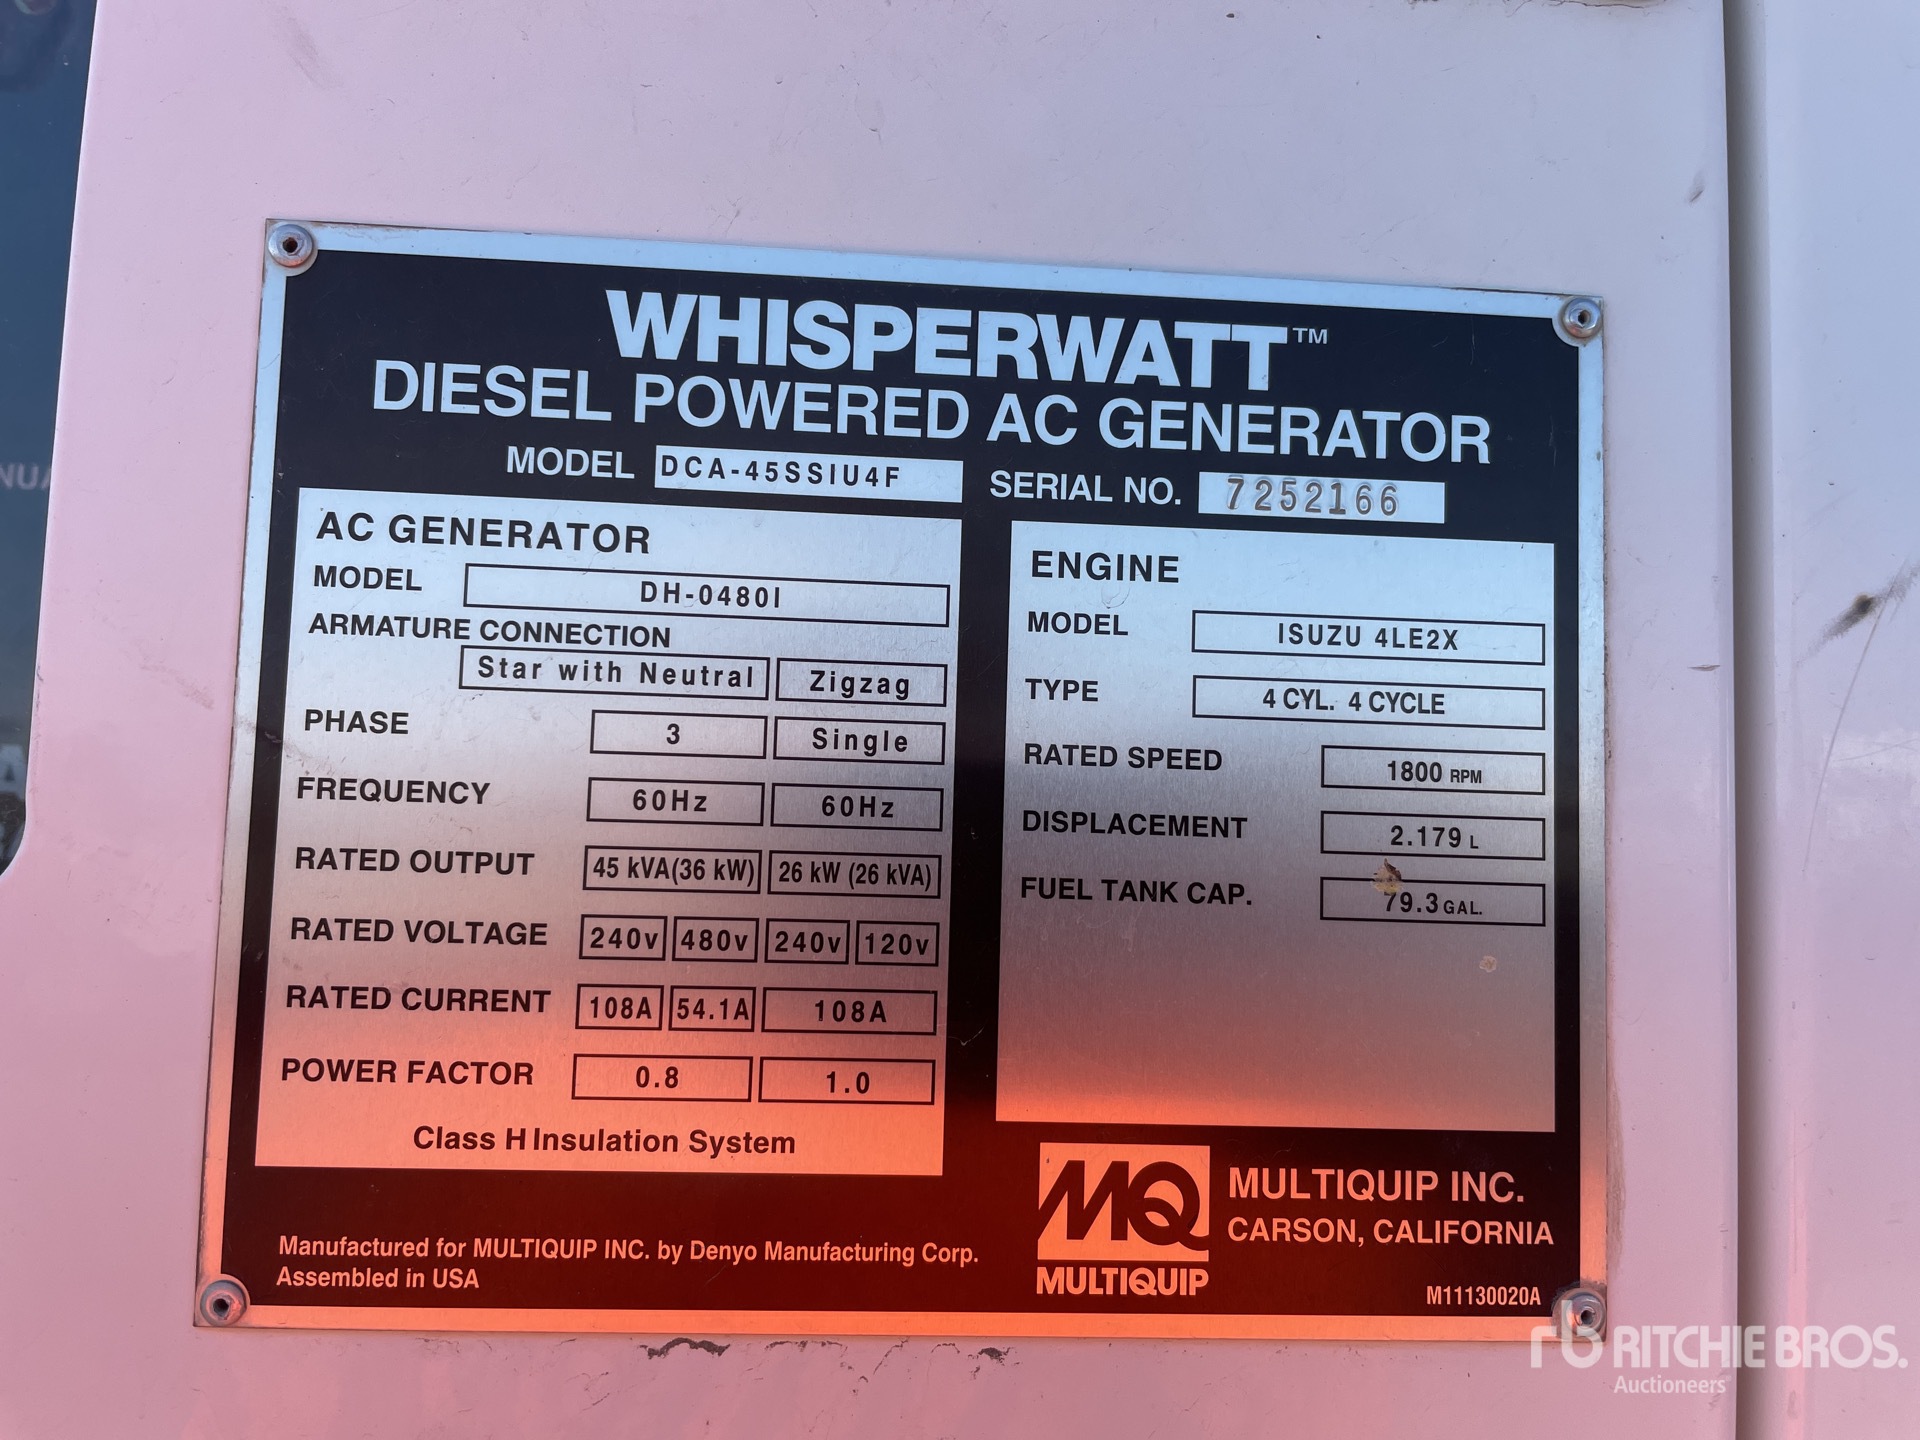 WHISPERWATT™
DIESEL POWERED AC GENERATOR
MODEL DCA-45SSIU4F SERIAL NO. 7252166
AC GENERATOR
MODEL DH-0480I
ARMATURE CONNECTION
Star with Neutral Zigzag
PHASE 3 Single
FREQUENCY 60Hz 60Hz
RATED OUTPUT 45 kVA(36 kW) 26 kW (26 kVA)
RATED VOLTAGE 240v 480v 240v 120v
RATED CURRENT 108A 54.1A 108A
POWER FACTOR 0.8 1.0
Class H Insulation System
ENGINE
MODEL ISUZU 4LE2X
TYPE 4 CYL. 4 CYCLE
RATED SPEED 1800 RPM
DISPLACEMENT 2.179 L
FUEL TANK CAP. 79.3 GAL.
Manufactured for MULTIQUIP INC. by Denyo Manufacturing Corp.
Assembled in USA
MQ
MULTIQUIP
MULTIQUIP INC.
CARSON, CALIFORNIA
M11130020A
rb RITCHIE BROS.
Auctioneers